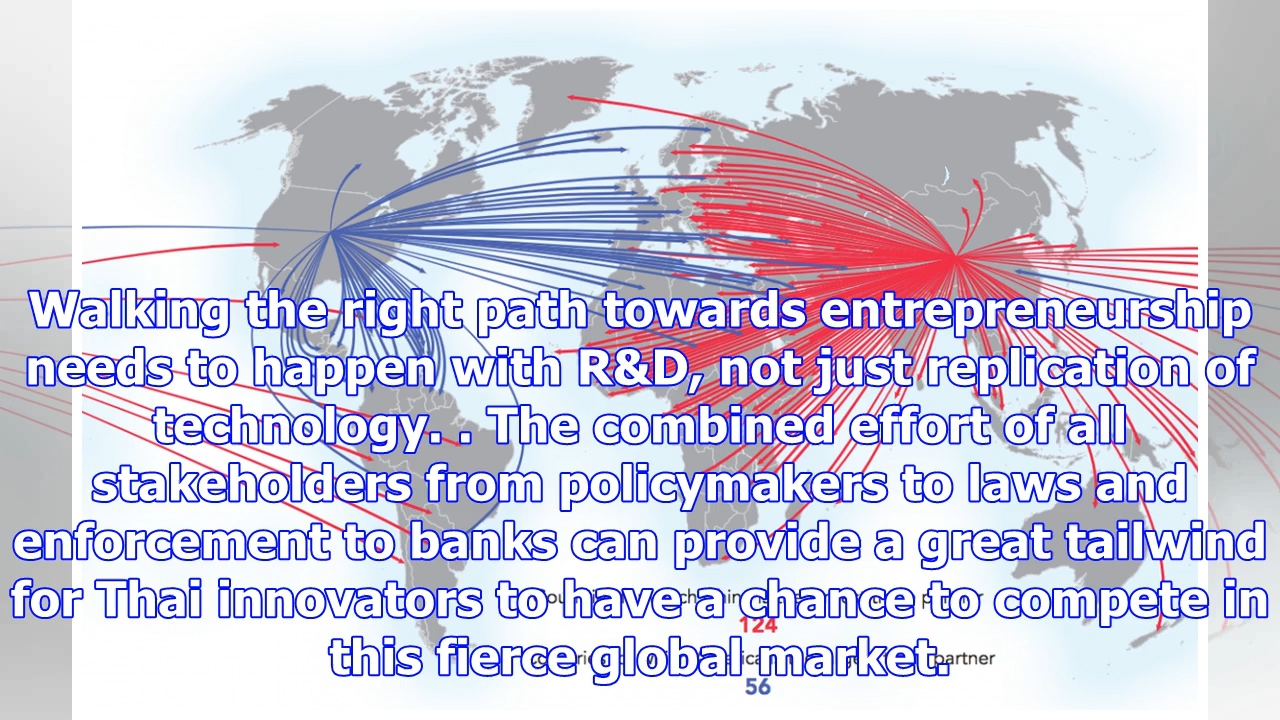 Walking the right path towards entrepreneurship
needs to happen with R&D, not just replication of
technology. . The combined effort of all
stakeholders from policymakers to laws and
enforcement to banks can provide a great tailwind
for Thai innovators to have a chance to compete in
124
this fierce global market.
partner
56